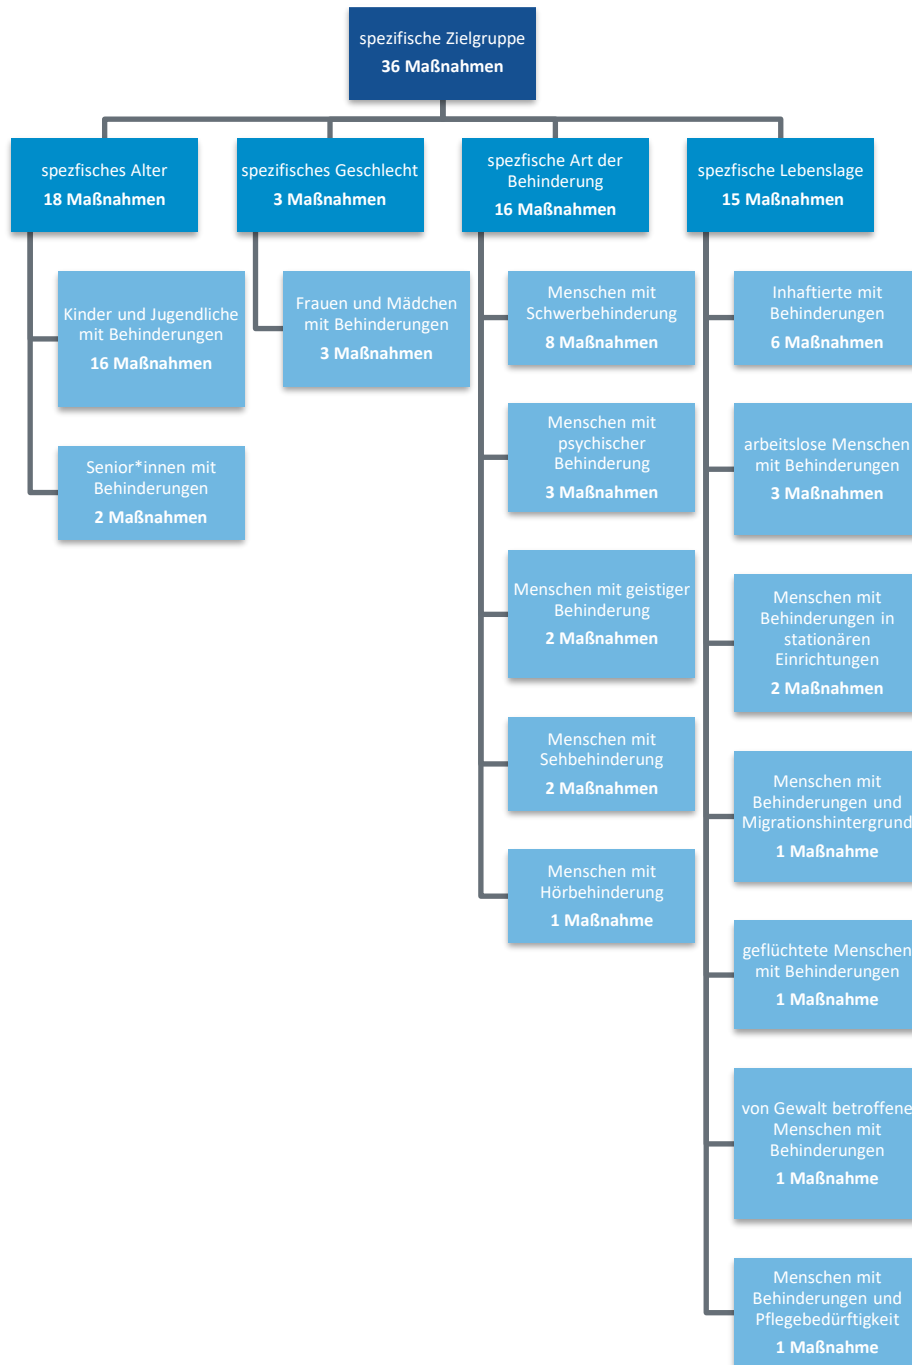 spezifische Zielgruppe
36 Maßnahmen
spezfisches Alter
18 Maßnahmen
Kinder und Jugendliche
mit Behinderungen
16 Maßnahmen
Senior*innen mit
Behinderungen
2 Maßnahmen
spezifisches Geschlecht
3 Maßnahmen
Frauen und Mädchen
mit Behinderungen
3 Maßnahmen
spezfische Art der
Behinderung
16 Maßnahmen
Menschen mit
Schwerbehinderung
8 Maßnahmen
Menschen mit
psychischer
Behinderung
3 Maßnahmen
Menschen mit geistiger
Behinderung
2 Maßnahmen
Menschen mit
Sehbehinderung
2 Maßnahmen
Menschen mit
Hörbehinderung
1 Maßnahme
spezfische Lebenslage
15 Maßnahmen
Inhaftierte mit
Behinderungen
6 Maßnahmen
arbeitslose Menschen
mit Behinderungen
3 Maßnahmen
Menschen mit
Behinderungen in
stationären
Einrichtungen
2 Maßnahmen
Menschen mit
Behinderungen und
Migrationshintergrund
1 Maßnahme
geflüchtete Menschen
mit Behinderungen
1 Maßnahme
von Gewalt betroffene
Menschen mit
Behinderungen
1 Maßnahme
Menschen mit
Behinderungen und
Pflegebedürftigkeit
1 Maßnahme